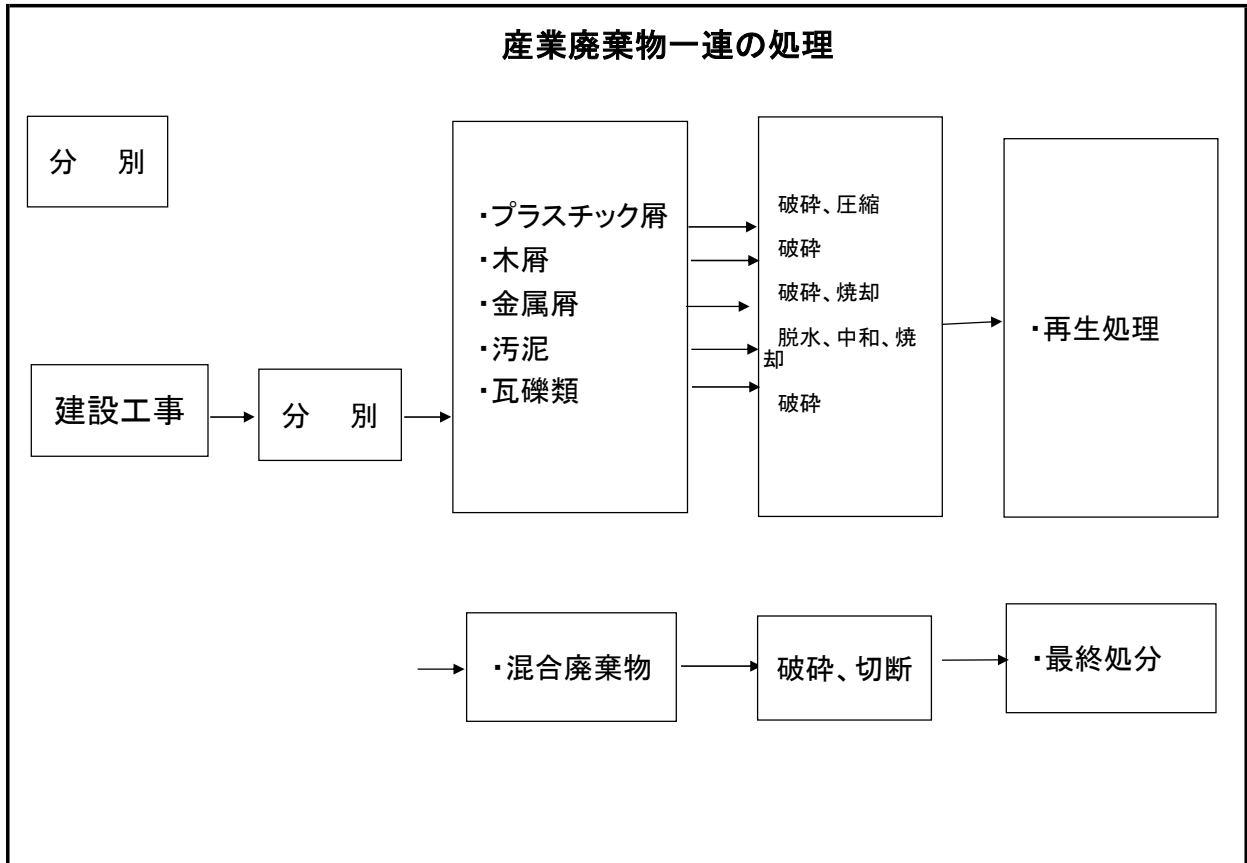 産業廃棄物一連の処理
分　別
建設工事
分　別
・プラスチック屑
・木屑
・金属屑
・汚泥
・瓦礫類
破砕、圧縮
破砕
破砕、焼却
脱水、中和、焼
却
破砕
・再生処理
・混合廃棄物
破砕、切断
・最終処分